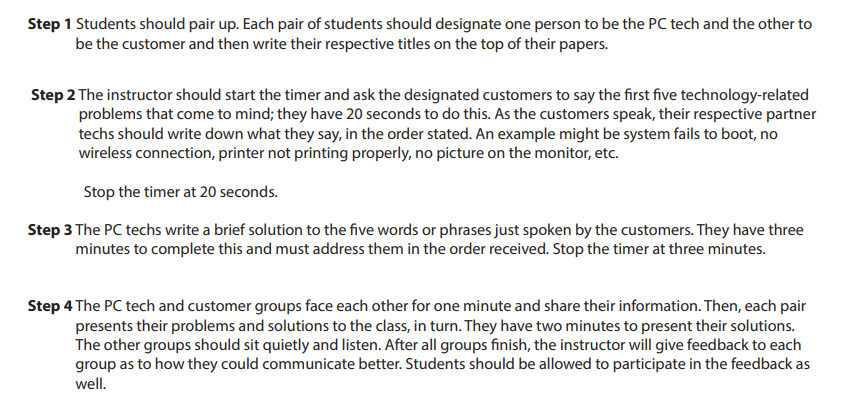 Step 1 Students should pair up. Each pair of students should designate one person to be the PC tech and the other to
be the customer and then write their respective titles on the top of their papers.
Step 2 The instructor should start the timer and ask the designated customers to say the first five technology-related
problems that come to mind; they have 20 seconds to do this. As the customers speak, their respective partner
techs should write down what they say, in the order stated. An example might be system fails to boot, no
wireless connection, printer not printing properly, no picture on the monitor, etc.
Stop the timer at 20 seconds.
Step 3 The PC techs write a brief solution to the five words or phrases just spoken by the customers. They have three
minutes to complete this and must address them in the order received. Stop the timer at three minutes.
Step 4 The PC tech and customer groups face each other for one minute and share their information. Then, each pair
presents their problems and solutions to the class, in turn. They have two minutes to present their solutions.
The other groups should sit quietly and listen. After all groups finish, the instructor will give feedback to each
group as to how they could communicate better. Students should be allowed to participate in the feedback as
well.